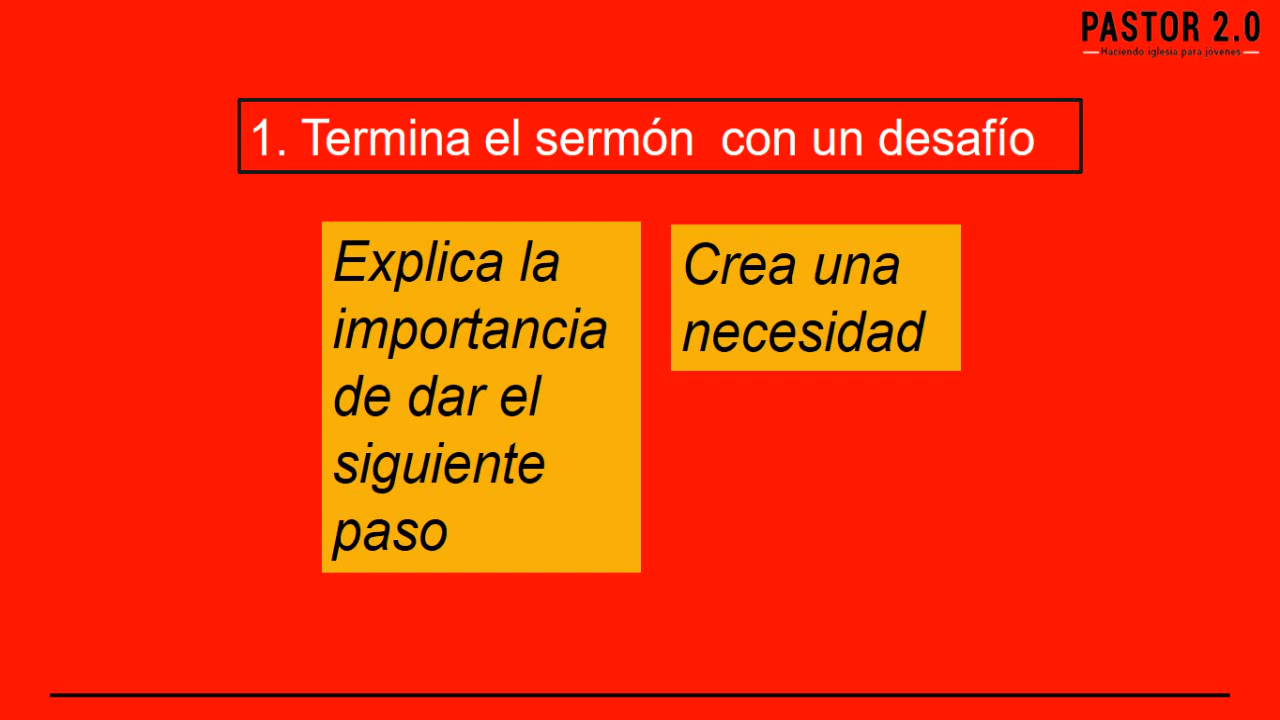 PASTOR 2.0
Haciendo iglesia para jóvenes
1. Termina el sermón con un desafío
Explica la
importancia
de dar el
siguiente
paso
Crea una
necesidad